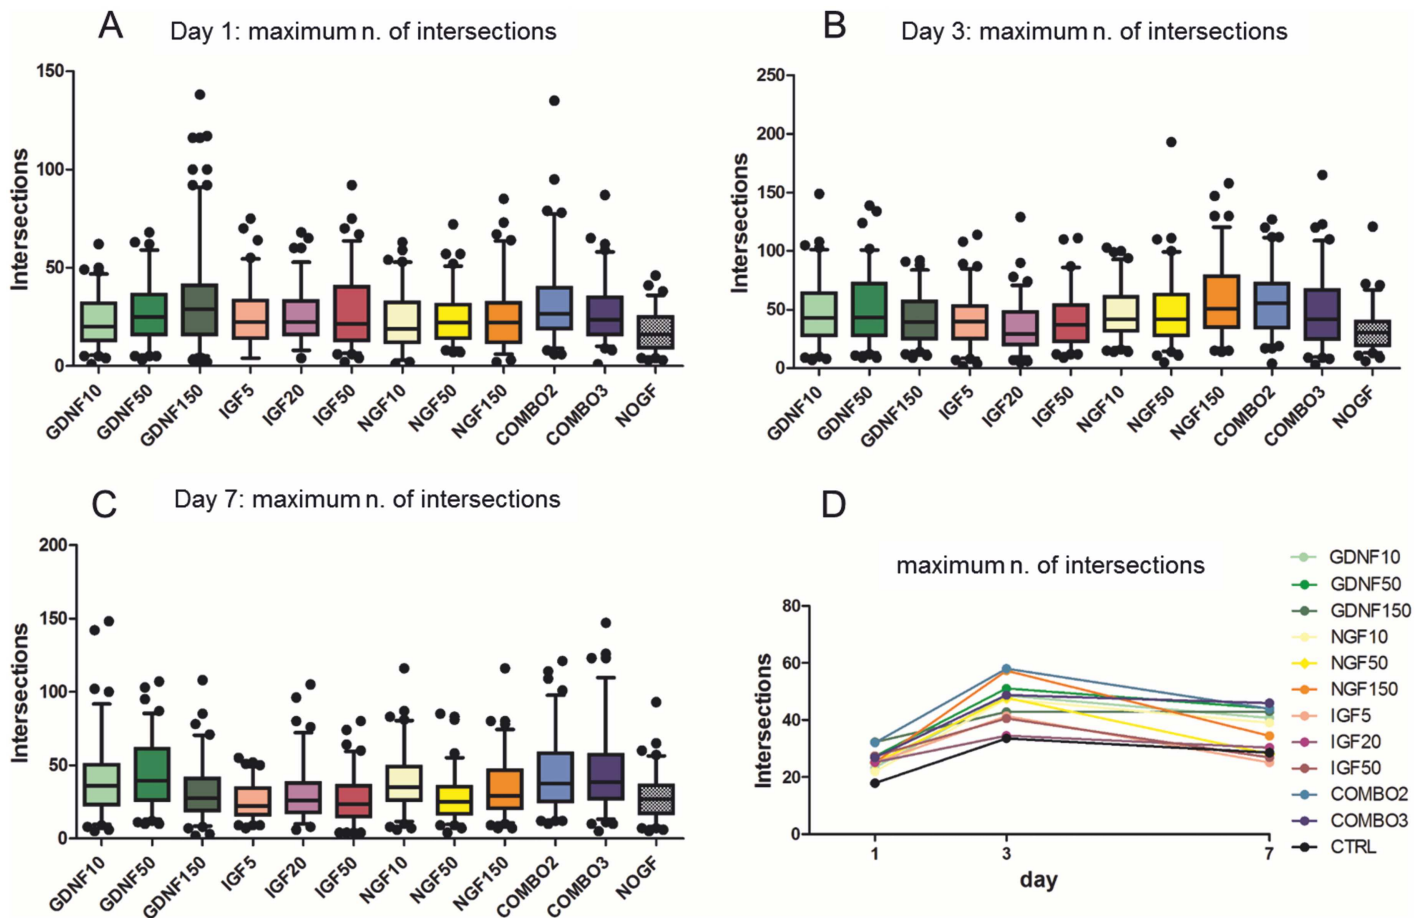 A
Day 1: maximum n. of intersections
150
100
50
0
Intersections
GDNF10
GDNF50
GDNF150
IGF5
IGF20
IGF50
NGF10
NGF50
NGF150
COMBO2
COMBO3
NOGF
B
Day 3: maximum n. of intersections
250
200
150
100
50
0
Intersections
GDNF10
GDNF50
GDNF150
IGF5
IGF20
IGF50
NGF10
NGF50
NGF150
COMBO2
COMBO3
NOGF
C
Day 7: maximum n. of intersections
200
150
100
50
0
Intersections
GDNF10
GDNF50
GDNF150
IGF5
IGF20
IGF50
NGF10
NGF50
NGF150
COMBO2
COMBO3
NOGF
D
maximum n. of intersections
80
60
40
20
0
Intersections
1
3
7
day
GDNF10
GDNF50
GDNF150
NGF10
NGF50
NGF150
IGF5
IGF20
IGF50
COMBO2
COMBO3
CTRL